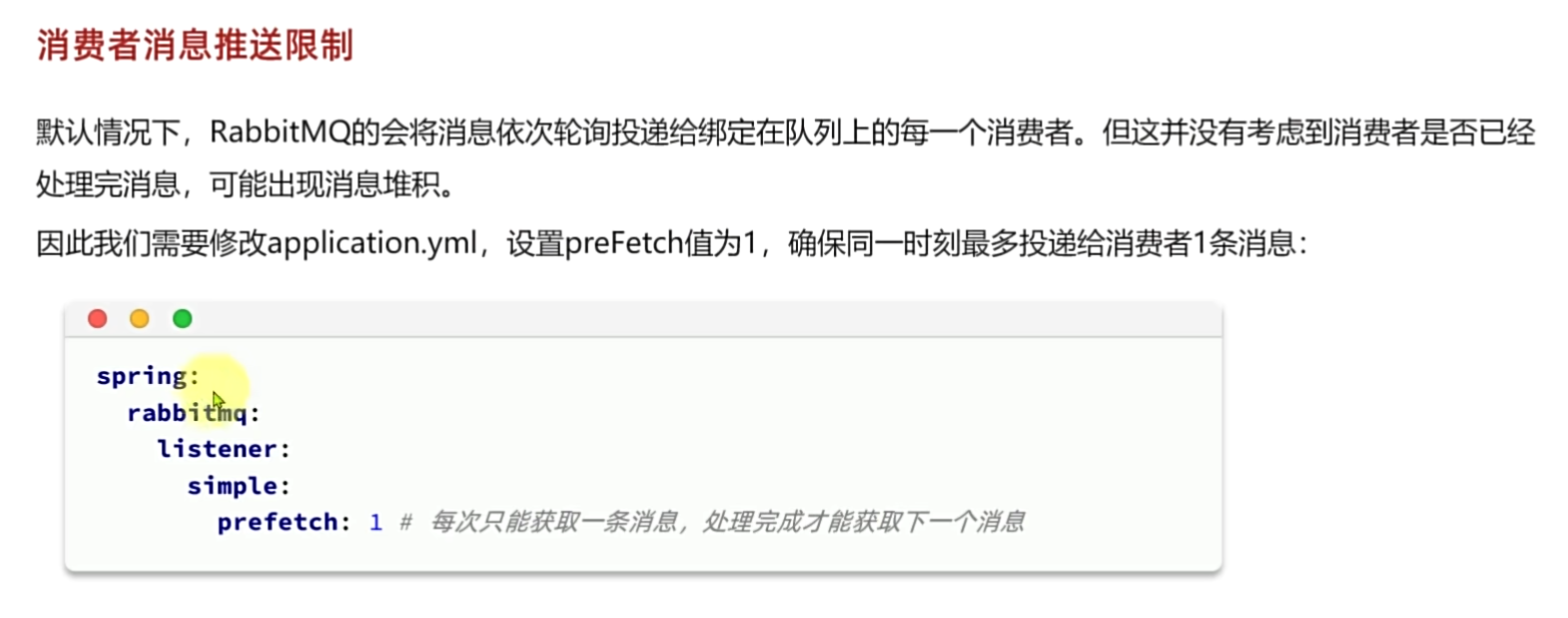 消费者消息推送限制
默认情况下，RabbitMQ的会将消息依次轮询投递给绑定在队列上的每一个消费者。但这并没有考虑到消费者是否已经
处理完消息，可能出现消息堆积。
因此我们需要修改application.yml，设置preFetch值为1，确保同一时刻最多投递给消费者1条消息：
spring:
  rabbitmq:
    listener:
      simple:
        prefetch: 1 # 每次只能获取一条消息，处理完成才能获取下一个消息